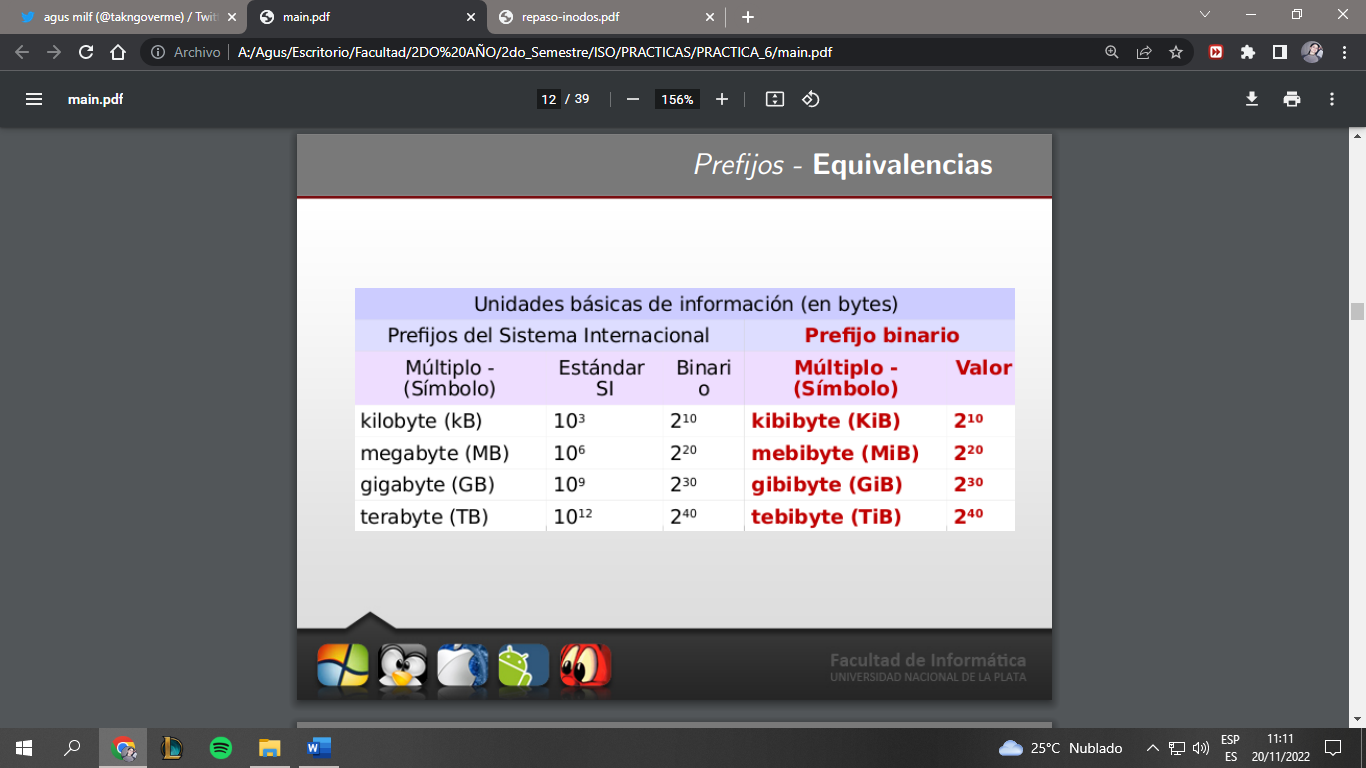 agus milf (@takngoverme) / Twitt
main.pdf
repaso-inodos.pdf
Archivo A:/Agus/Escritorio/Facultad/2DO%20AÑO/2do_Semestre/ISO/PRACTICAS/PRACTICA_6/main.pdf
main.pdf
12 / 39
156%
Prefijos - Equivalencias
Unidades básicas de información (en bytes)
Prefijos del Sistema Internacional Prefijo binario
Múltiplo - Estándar Binari Múltiplo - Valor
(Símbolo) SI o (Símbolo)
kilobyte (kB) 10³ 2¹⁰ kibibyte (KiB) 2¹⁰
megabyte (MB) 10⁶ 2²⁰ mebibyte (MiB) 2²⁰
gigabyte (GB) 10⁹ 2³⁰ gibibyte (GiB) 2³⁰
terabyte (TB) 10¹² 2⁴⁰ tebibyte (TiB) 2⁴⁰
Facultad de Informática
UNIVERSIDAD NACIONAL DE LA PLATA
25°C Nublado
ESP
ES
11:11
20/11/2022